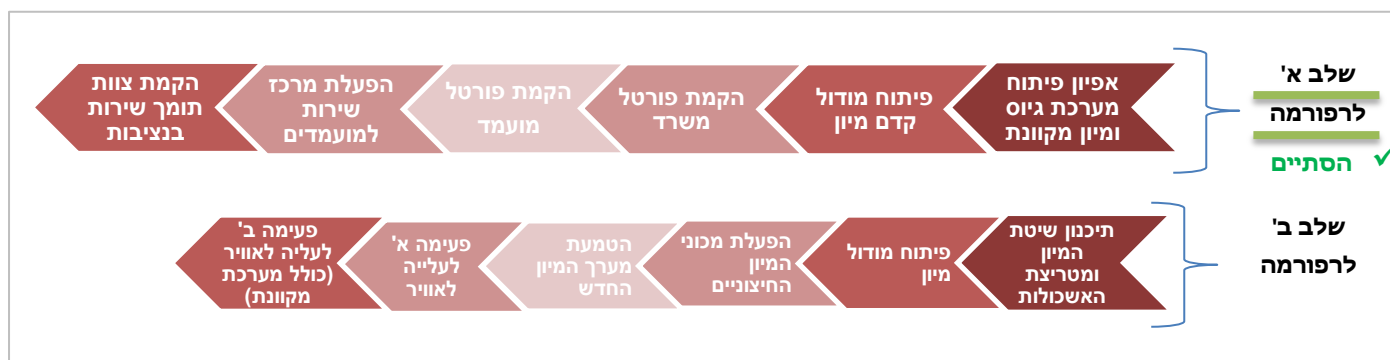 שלב א'
לרפורמה
הסתיים ✓
אפיון פיתוח
מערכת גיוס
ומיון מקוונת
פיתוח מודול
קדם מיון
הקמת פורטל
משרד
הקמת פורטל
מועמד
הפעלת מרכז
שירות
למועמדים
הקמת צוות
תומך שירות
בנציבות
שלב ב'
לרפורמה
תיכנון שיטת
המיון
ומטריצת
האשכולות
פיתוח מודול
מיון
הפעלת מכוני
המיון
החיצוניים
הטמעת
מערך המיון
החדש
פעימה א'
לעלייה
לאוויר
פעימה ב'
לעליה לאוויר
(כולל מערכת
מקוונת)